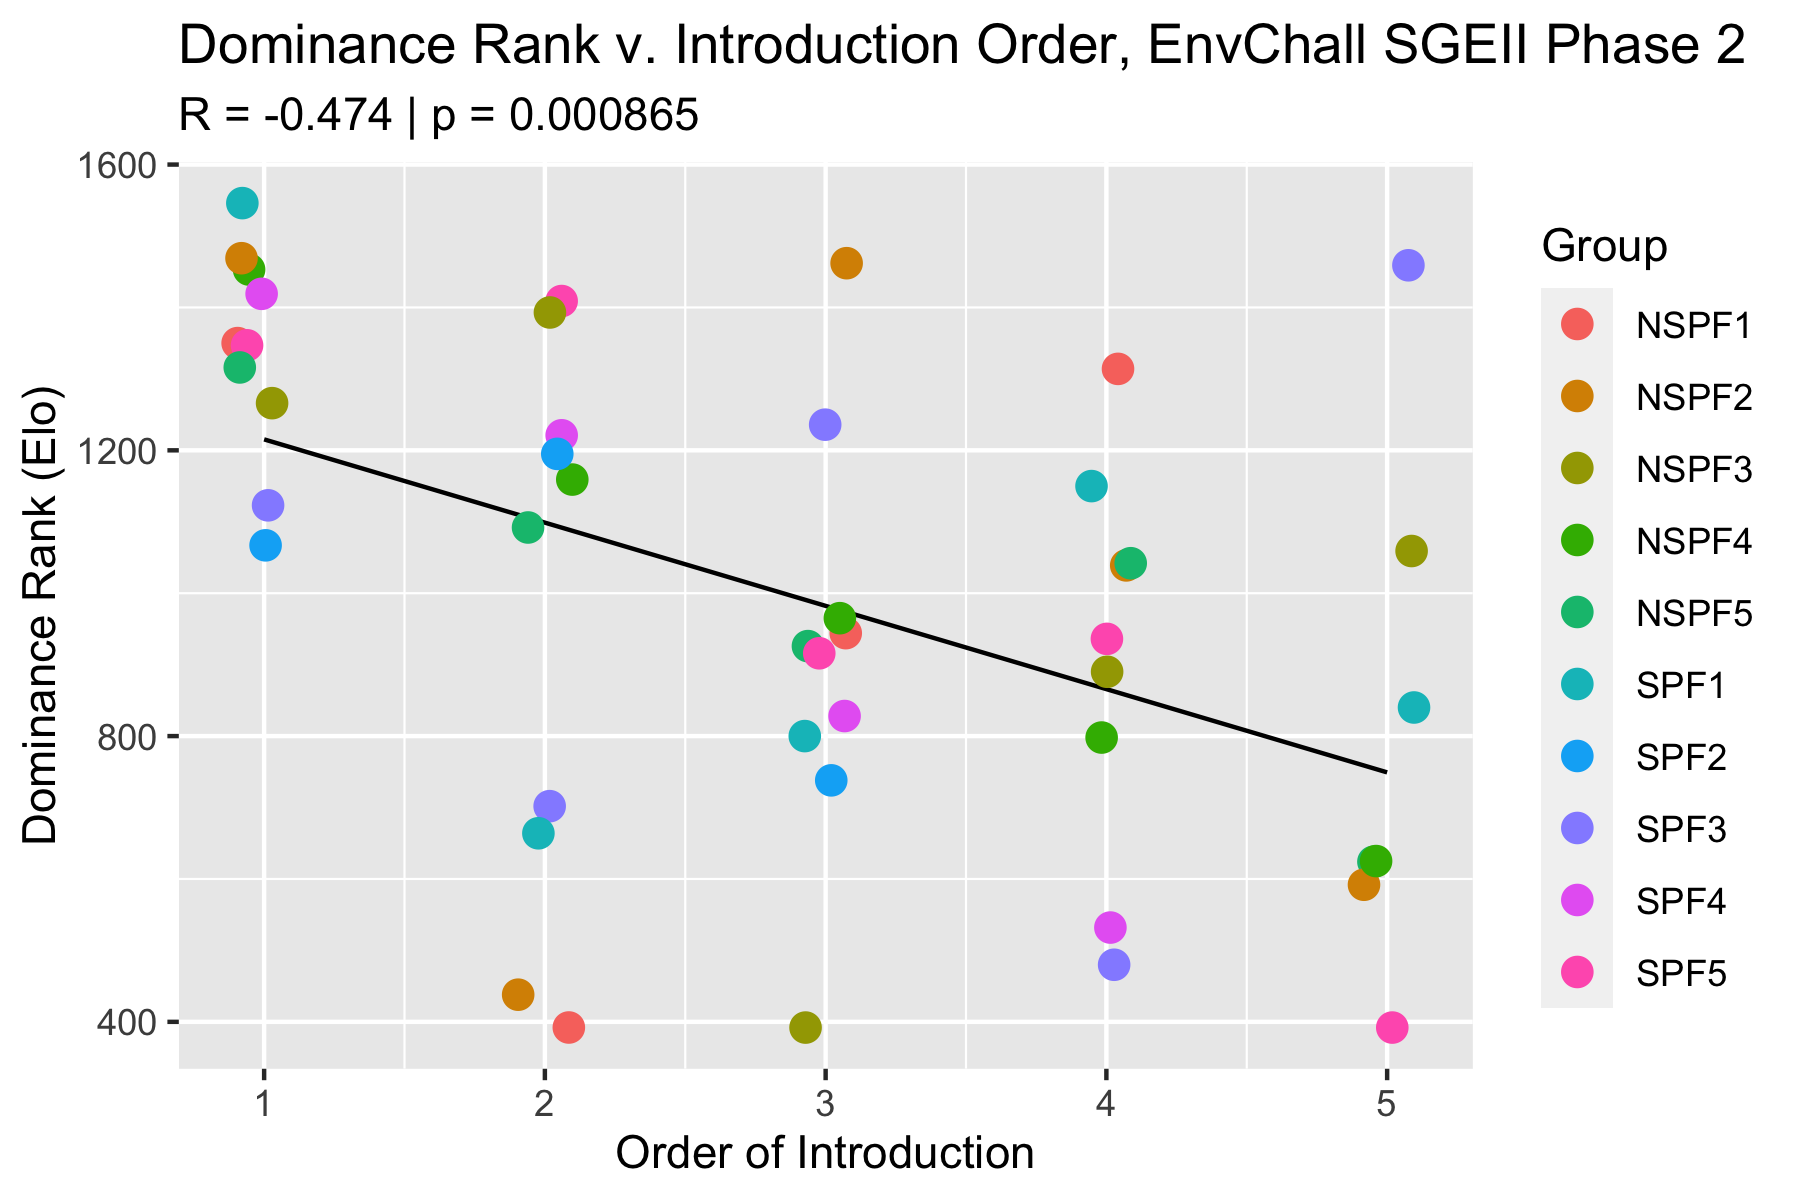 Dominance Rank v. Introduction Order, EnvChall SGEII Phase 2
R = -0.474 | p = 0.000865
1600
1200
800
400
Dominance Rank (Elo)
1
2
3
4
5
Order of Introduction
Group
NSPF1
NSPF2
NSPF3
NSPF4
NSPF5
SPF1
SPF2
SPF3
SPF4
SPF5